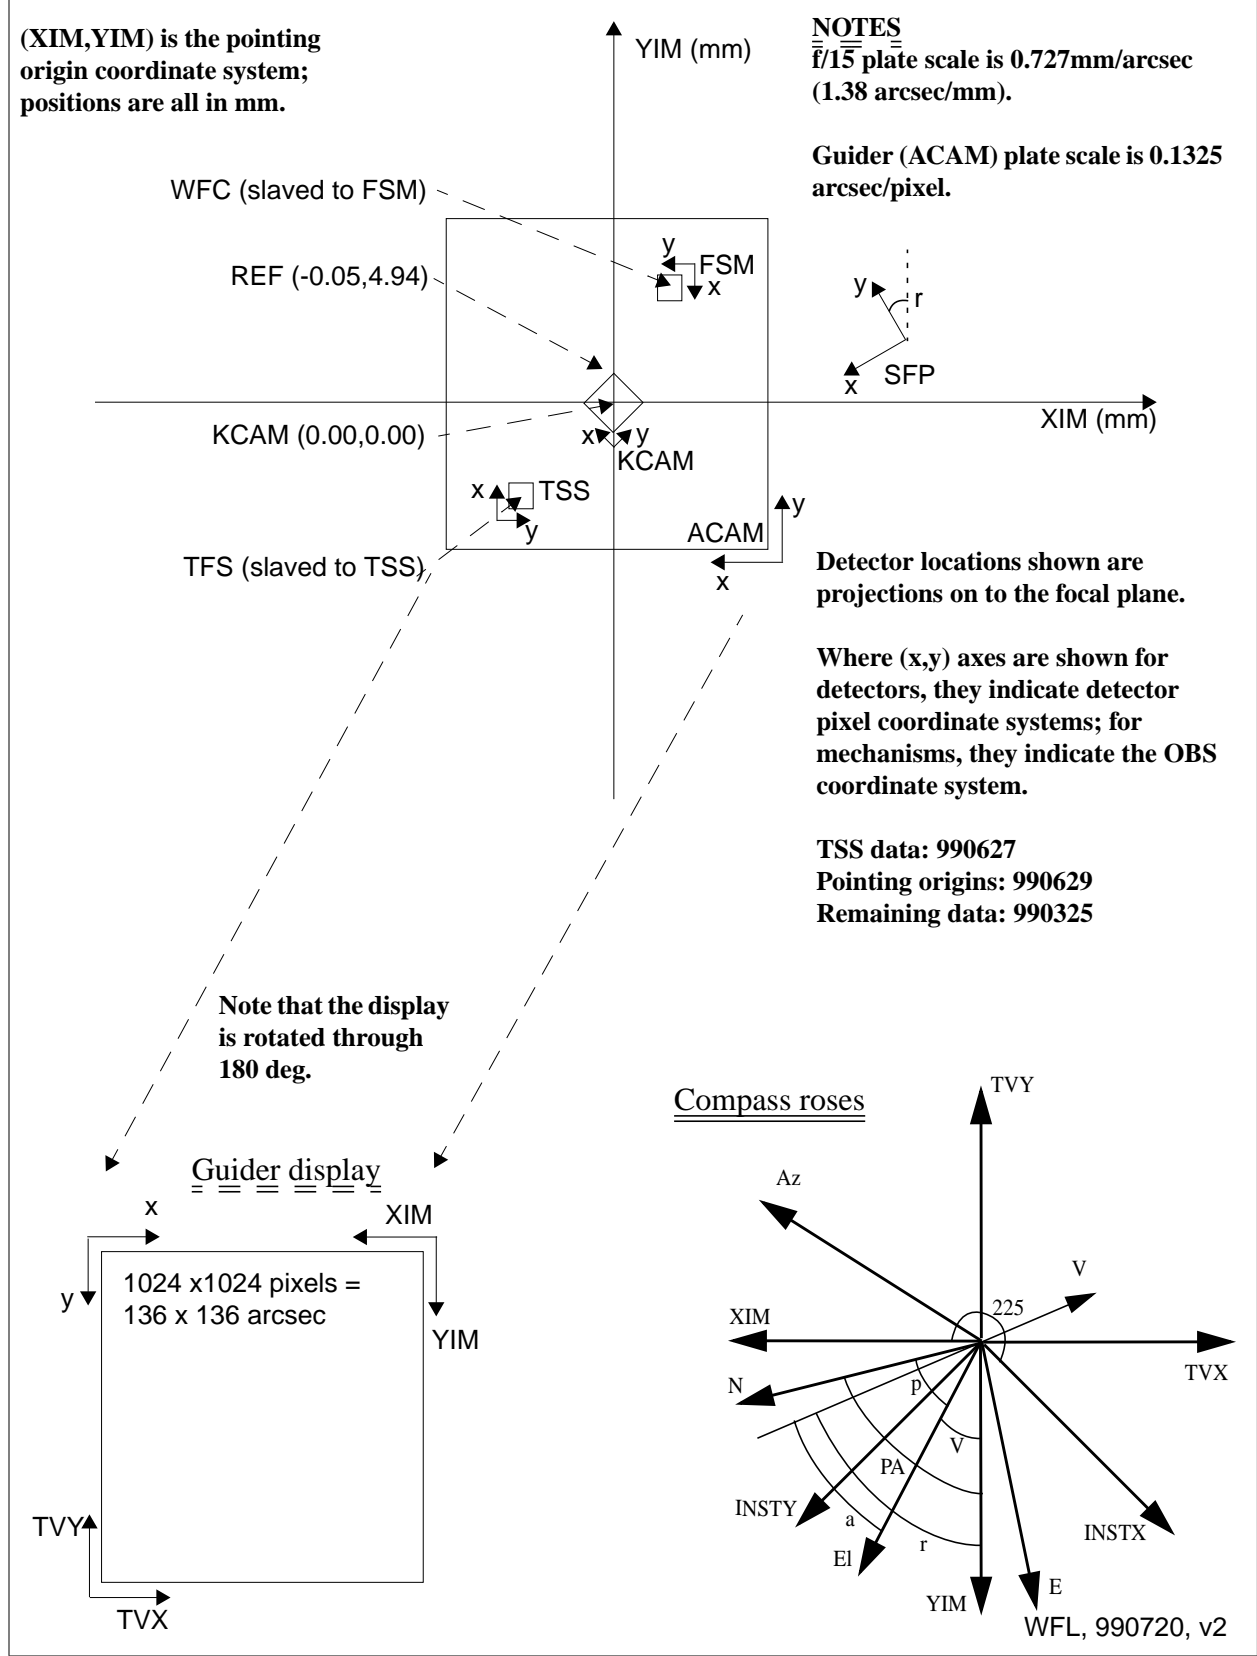 (XIM,YIM) is the pointing
origin coordinate system;
positions are all in mm.
YIM (mm)
NOTES
f/15 plate scale is 0.727mm/arcsec
(1.38 arcsec/mm).
Guider (ACAM) plate scale is 0.1325
arcsec/pixel.
WFC (slaved to FSM)
REF (-0.05,4.94)
y
FSM
x
y
r
x
SFP
XIM (mm)
KCAM (0.00,0.00)
x
y
KCAM
x
TSS
y
ACAM
y
x
TFS (slaved to TSS)
Detector locations shown are
projections on to the focal plane.
Where (x,y) axes are shown for
detectors, they indicate detector
pixel coordinate systems; for
mechanisms, they indicate the OBS
coordinate system.
TSS data: 990627
Pointing origins: 990629
Remaining data: 990325
Note that the display
is rotated through
180 deg.
Guider display
x
XIM
y
YIM
1024 x1024 pixels =
136 x 136 arcsec
TVY
TVX
Compass roses
TVY
Az
V
225
XIM
TVX
N
p
V
PA
INSTY
a
INSTX
El
r
YIM
E
WFL, 990720, v2